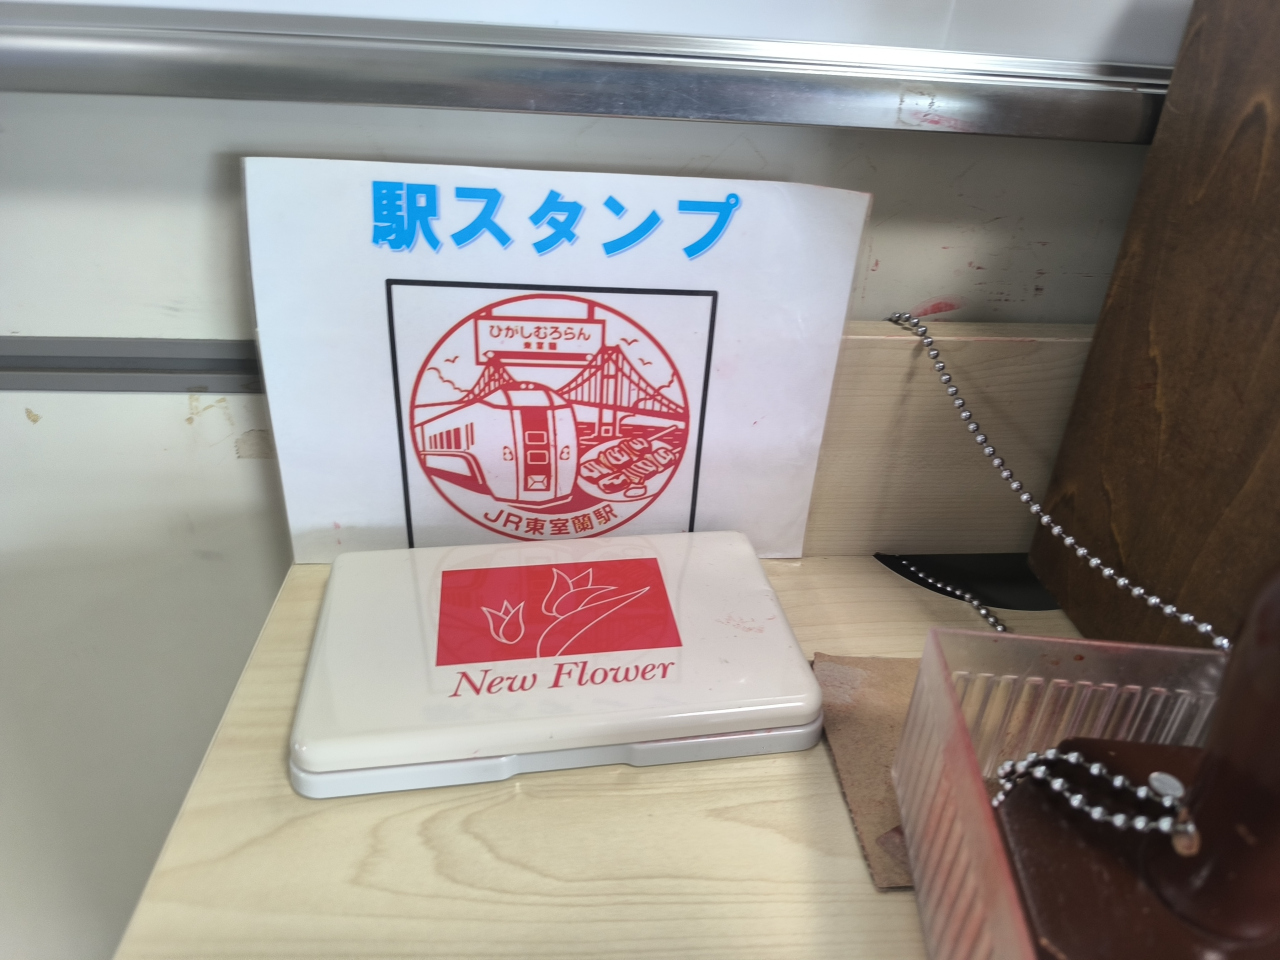 駅スタンプ
ひがしむろらん
東室蘭
JR東室蘭駅
New Flower